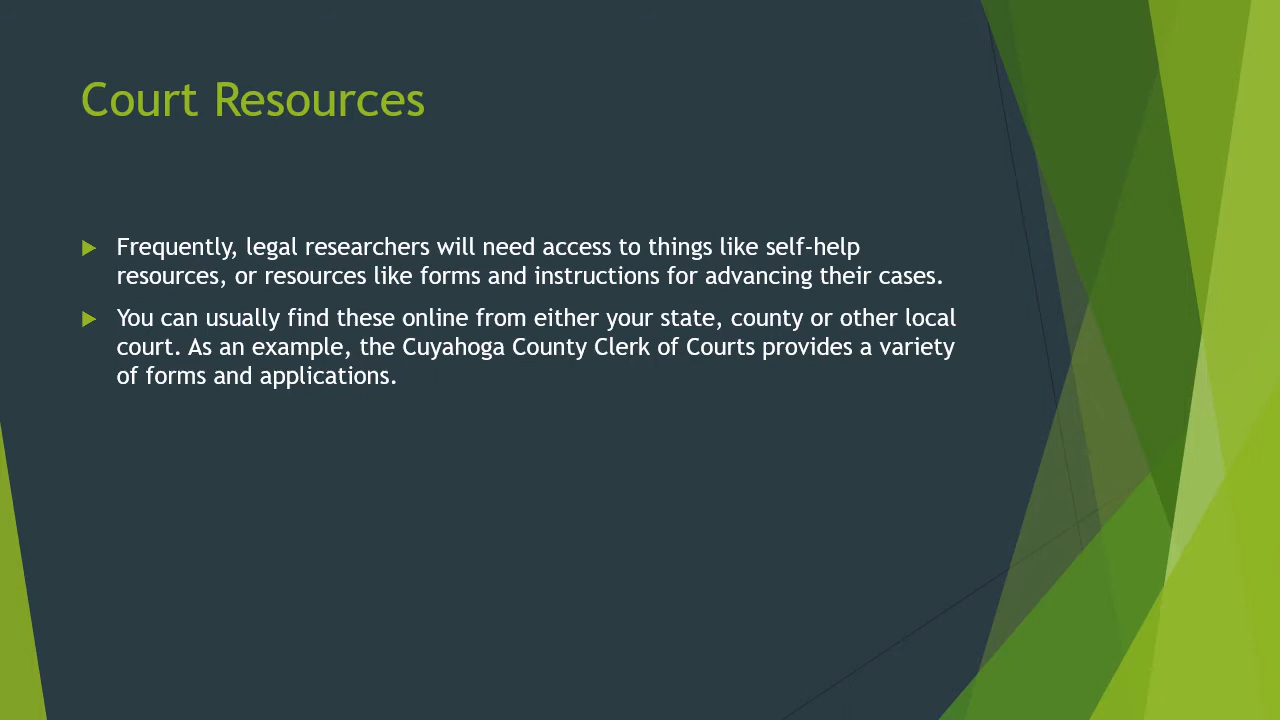 Court Resources
Frequently, legal researchers will need access to things like self-help
resources, or resources like forms and instructions for advancing their cases.
You can usually find these online from either your state, county or other local
court. As an example, the Cuyahoga County Clerk of Courts provides a variety
of forms and applications.